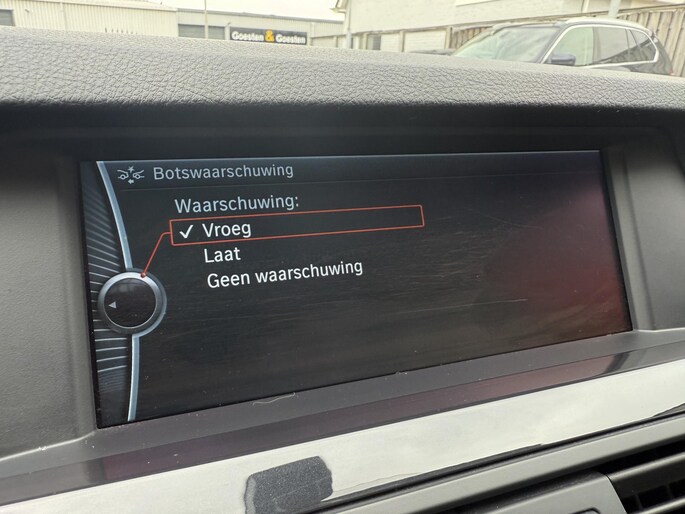 Goesten & Goesten
Botswaarschuwing
Waarschuwing:
Vroeg
Laat
Geen waarschuwing